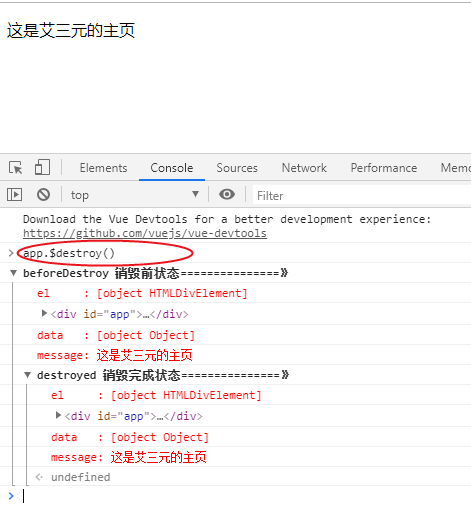 这是艾三元的主页
Elements Console Sources Network Performance Memo
top Filter
Download the Vue Devtools for a better development experience:
https://github.com/vuejs/vue-devtools
> app.$destroy()
▼ beforeDestroy 销毁前状态===============》
el : [object HTMLDivElement]
▶<div id="app">…</div>
data : [object Object]
message: 这是艾三元的主页
▼ destroyed 销毁完成状态===============》
el : [object HTMLDivElement]
▶<div id="app">…</div>
data : [object Object]
message: 这是艾三元的主页
undefined
>